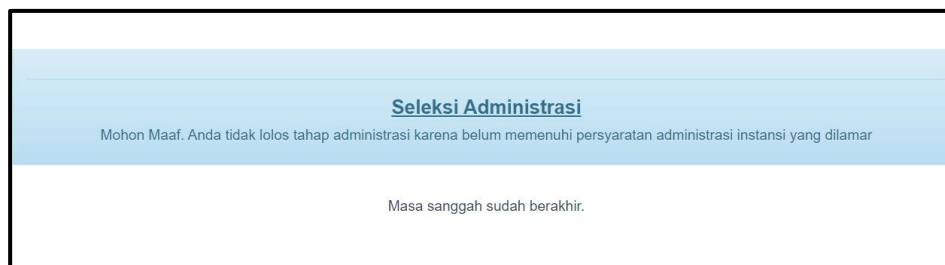 Seleksi Administrasi
Mohon Maaf. Anda tidak lolos tahap administrasi karena belum memenuhi persyaratan administrasi instansi yang dilamar
Masa sanggah sudah berakhir.